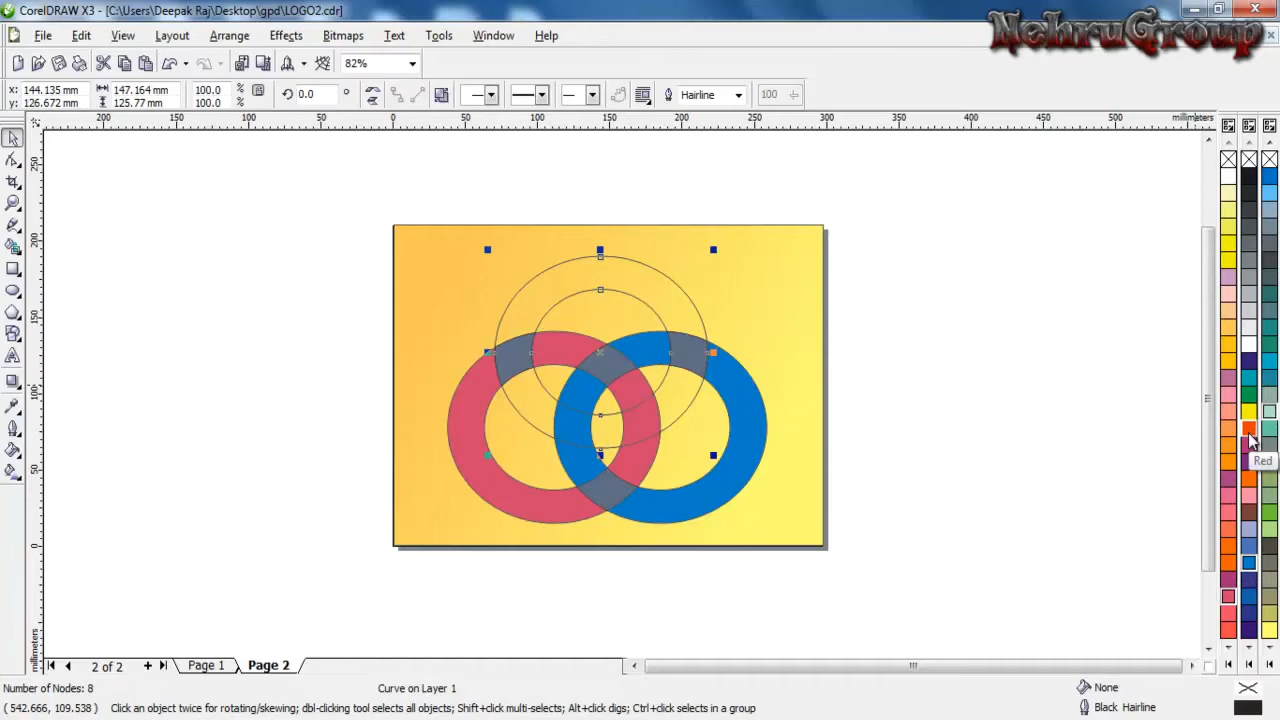 CorelDRAW X3 - [C:\Users\Deepak Raj\Desktop\gpd\LOGO2.cdr]
NehruGroup
File Edit View Layout Arrange Effects Bitmaps Text Tools Window Help
82%
x: 144.135 mm 147.164 mm 100.0 % 0.0 ° Hairline 100
y: 126.672 mm 125.77 mm 100.0 %
200 150 100 50 0 50 100 150 200 250 300 350 400 450 500 millimeters
250
200
150
100
50
0
millimeters
Red
2 of 2 Page 1 Page 2
Number of Nodes: 8 Curve on Layer 1 None
(542.666, 109.538) Click an object twice for rotating/skewing; dbl-clicking tool selects all objects; Shift+click multi-selects; Alt+click digs; Ctrl+click selects in a group Black Hairline